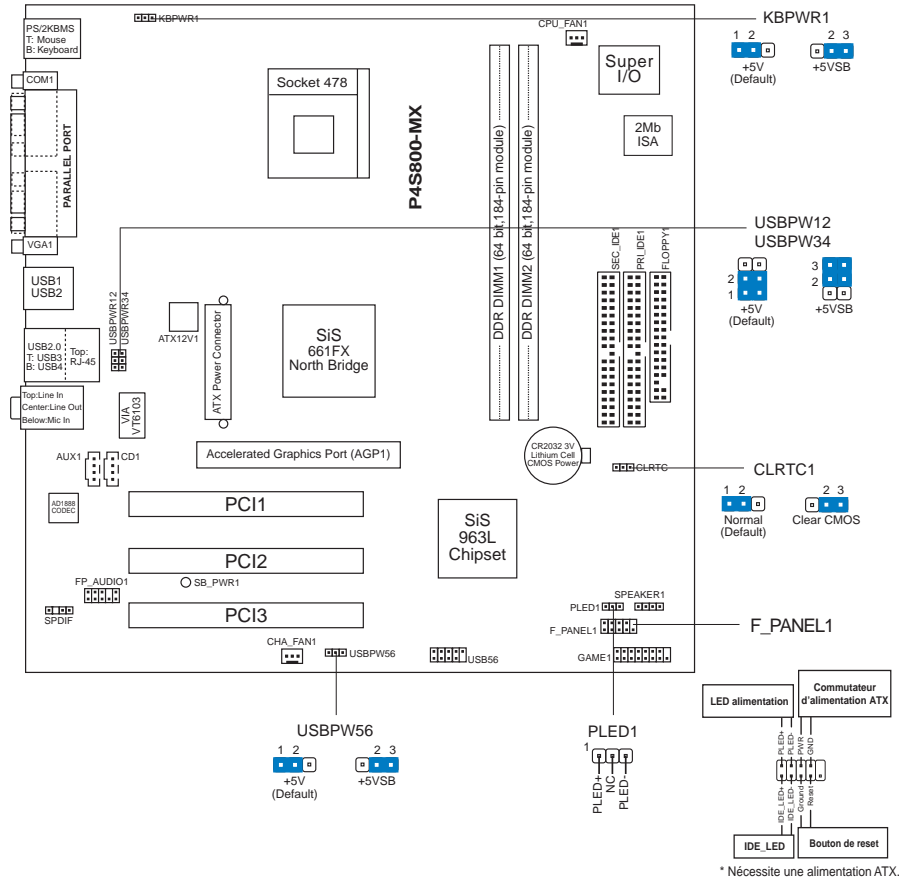 PS/2KBMS
T: Mouse
B: Keyboard
KBPWR1
CPU_FAN1
KBPWR1
1 2
2 3
+5V
(Default)
+5VSB
COM1
PARALLEL PORT
VGA1
Socket 478
P4S800-MX
Super
I/O
2Mb
ISA
DDR DIMM1 (64 bit,184-pin module)
DDR DIMM2 (64 bit,184-pin module)
USBPW12
USBPW34
2
1
3
2
+5V
(Default)
+5VSB
SEC_IDE1
PRI_IDE1
FLOPPY1
USB1
USB2
USBPWR12
USBPWR34
ATX12V1
ATX Power Connector
SiS
661FX
North Bridge
USB2.0
T: USB3
B: USB4
Top:
RJ-45
Top:Line In
Center:Line Out
Below:Mic In
VIA
VT6103
AUX1
CD1
Accelerated Graphics Port (AGP1)
CR2032 3V
Lithium Cell
CMOS Power
CLRTC
CLRTC1
1 2
2 3
Normal
(Default)
Clear CMOS
AD1888
CODEC
PCI1
PCI2
PCI3
SiS
963L
Chipset
FP_AUDIO1
SB_PWR1
SPDIF
CHA_FAN1
USBPW56
USB56
PLED1
SPEAKER1
F_PANEL1
GAME1
F_PANEL1
USBPW56
1 2
2 3
+5V
(Default)
+5VSB
PLED1
1
PLED+
NC
PLED-
LED alimentation
Commutateur
d'alimentation ATX
PLED+
PLED-
PWR
GND
IDE_LED+
IDE_LED-
Ground
Reset
IDE_LED
Bouton de reset
* Nécessite une alimentation ATX.